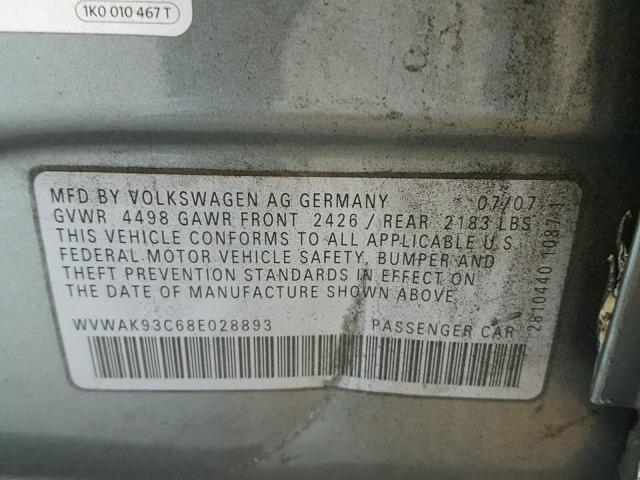 1K0 010 467 T
MFD BY VOLKSWAGEN AG GERMANY 07/07
GVWR 4498 GAWR FRONT 2426 / REAR 2183 LBS
THIS VEHICLE CONFORMS TO ALL APPLICABLE U.S.
FEDERAL MOTOR VEHICLE SAFETY, BUMPER AND
THEFT PREVENTION STANDARDS IN EFFECT ON
THE DATE OF MANUFACTURE SHOWN ABOVE.
WVWAK93C68E028893 PASSENGER CAR
2810440 10871